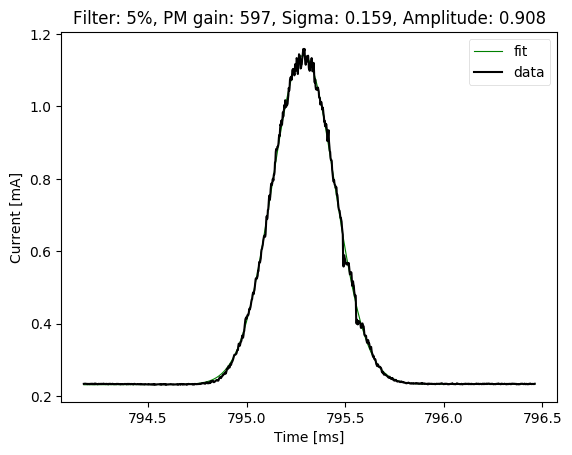 Filter: 5%, PM gain: 597, Sigma: 0.159, Amplitude: 0.908
fit
data
1.2
1.0
0.8
0.6
0.4
0.2
Current [mA]
794.5 795.0 795.5 796.0 796.5
Time [ms]